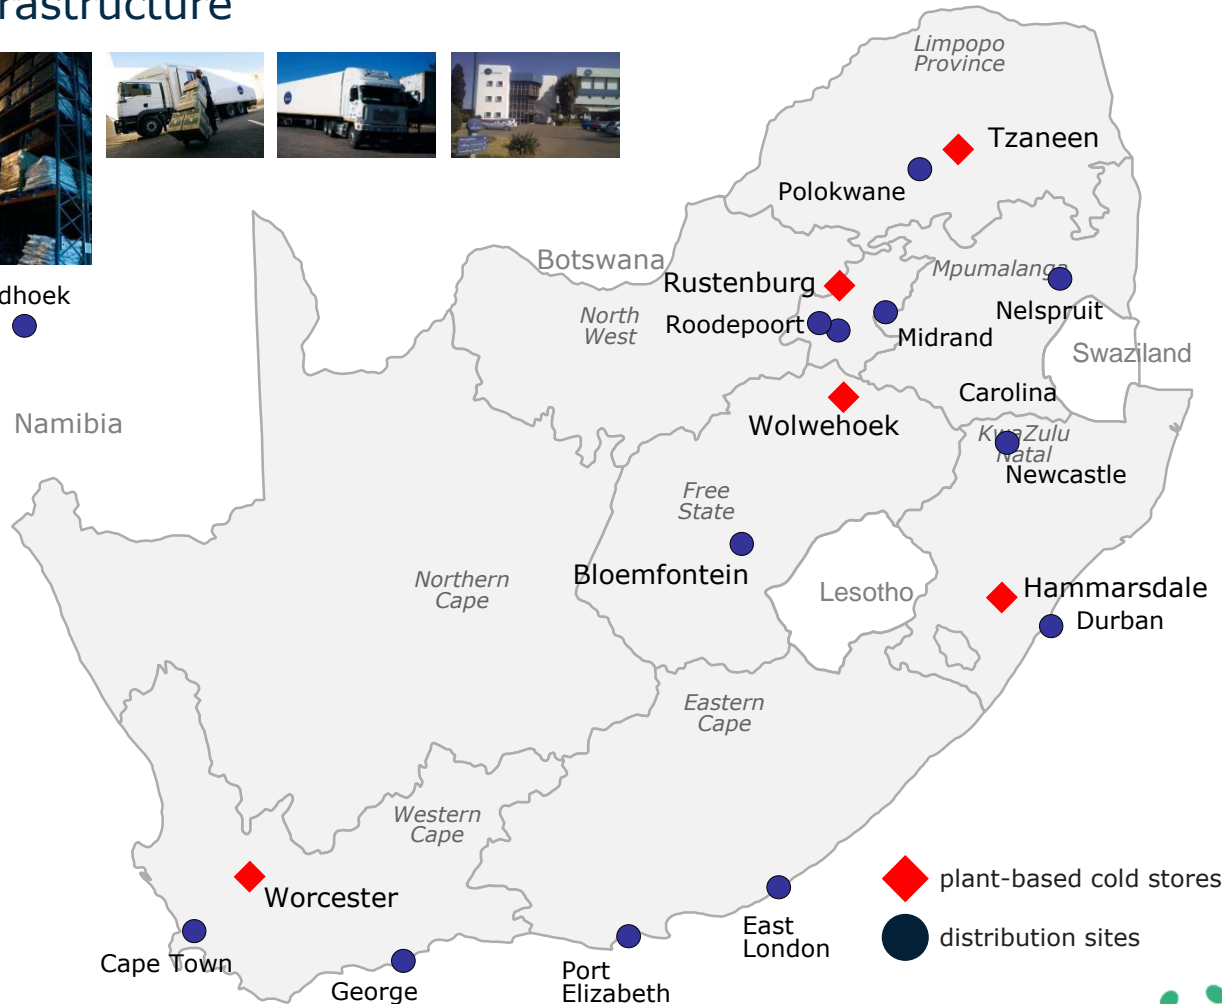 rastructure
Limpopo
Province
Tzaneen
Polokwane
Botswana
Mpumalanga
Rustenburg
dhoek
North
West
Nelspruit
Roodepoort
Midrand
Swaziland
Carolina
Namibia
Wolwehoek
KwaZulu
Natal
Newcastle
Free
State
Bloemfontein
Northern
Cape
Lesotho
Hammarsdale
Durban
Eastern
Cape
Western
Cape
plant-based cold stores
Worcester
East
London
distribution sites
Cape Town
Port
Elizabeth
George